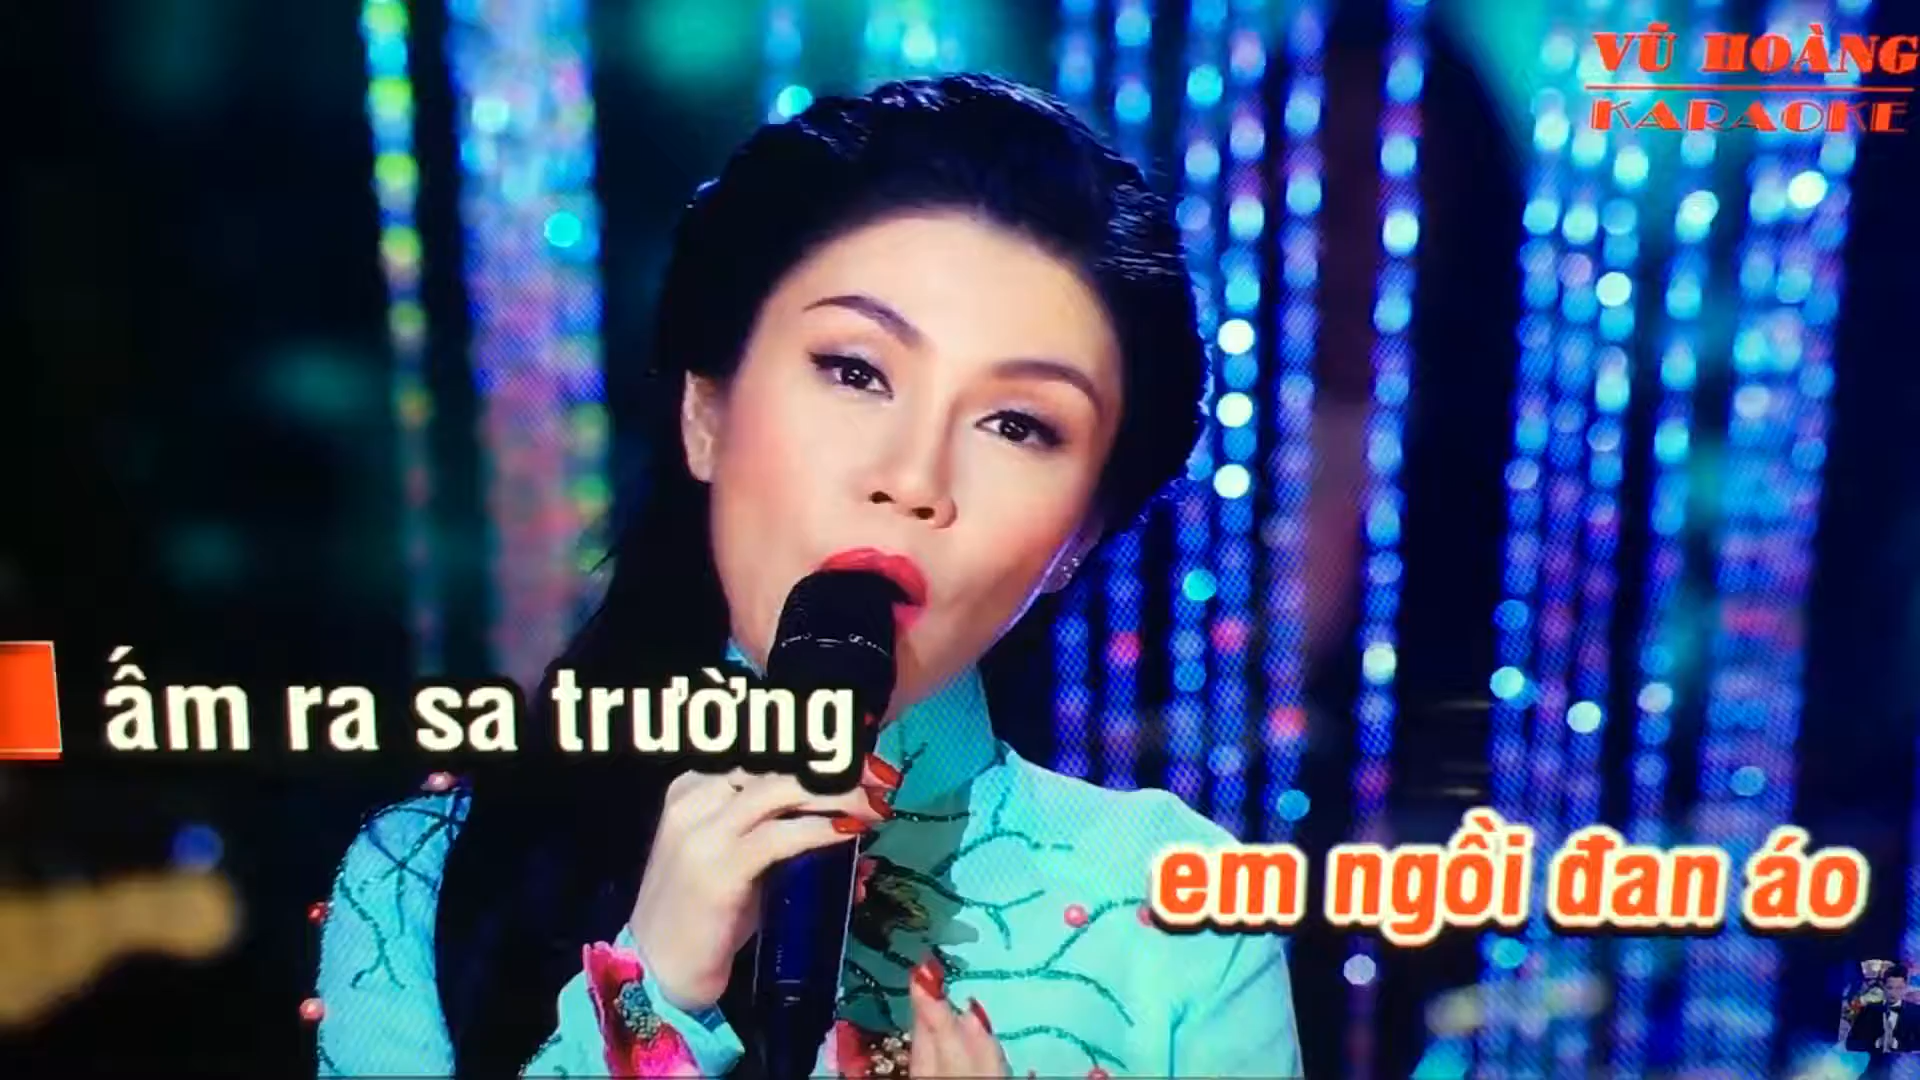 VŨ HOÀNG
KARAOKE
ấm ra sa trường
em ngồi đan áo